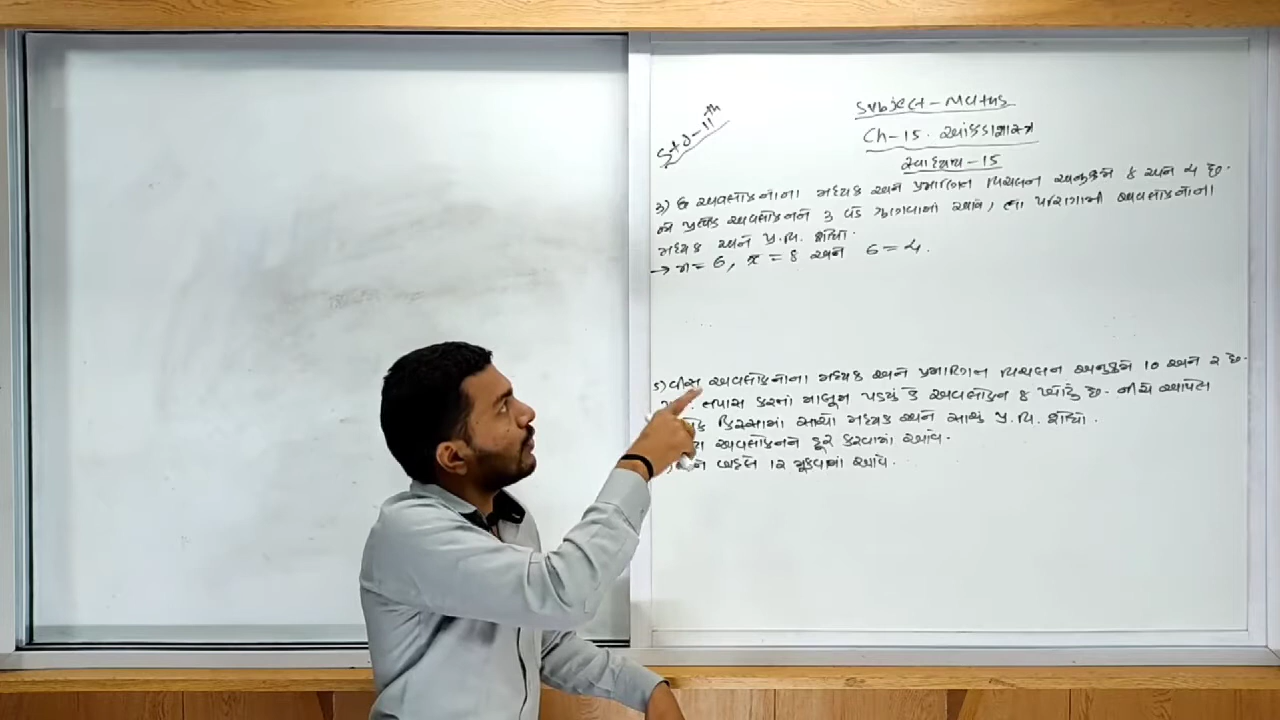 Std-11th
Subject-Maths
Ch-15. આંકડાશાસ્ત્ર
સ્વાધ્યાય-15
3) 6 અવલોકનોના મધ્યક અને પ્રમાણિત વિચલન અનુક્રમે 8 અને 4 છે.
જો પ્રત્યેક અવલોકનને 3 વડે ગુણવામાં આવે, તો પરિણામી અવલોકનોના
મધ્યક અને પ્ર.વિ. શોધો.
→ n = 6, x̄ = 8 અને σ = 4.
5) વીસ અવલોકનોના મધ્યક અને પ્રમાણિત વિચલન અનુક્રમે 10 અને 2 છે.
તપાસ કરતાં માલૂમ પડ્યું કે અવલોકન 8 ખોટું છે. નીચે આપેલ
કિસ્સામાં સાચો મધ્યક અને સાચું પ્ર.વિ. શોધો.
અવલોકનને દૂર કરવામાં આવે.
બદલે 12 મૂકવામાં આવે.